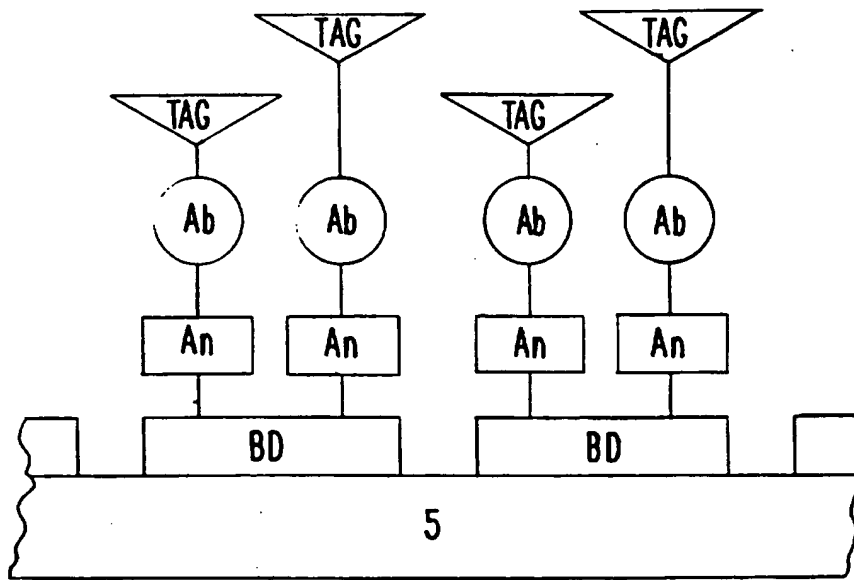 TAG TAG
TAG TAG
Ab Ab Ab Ab
An An An An
BD BD
5